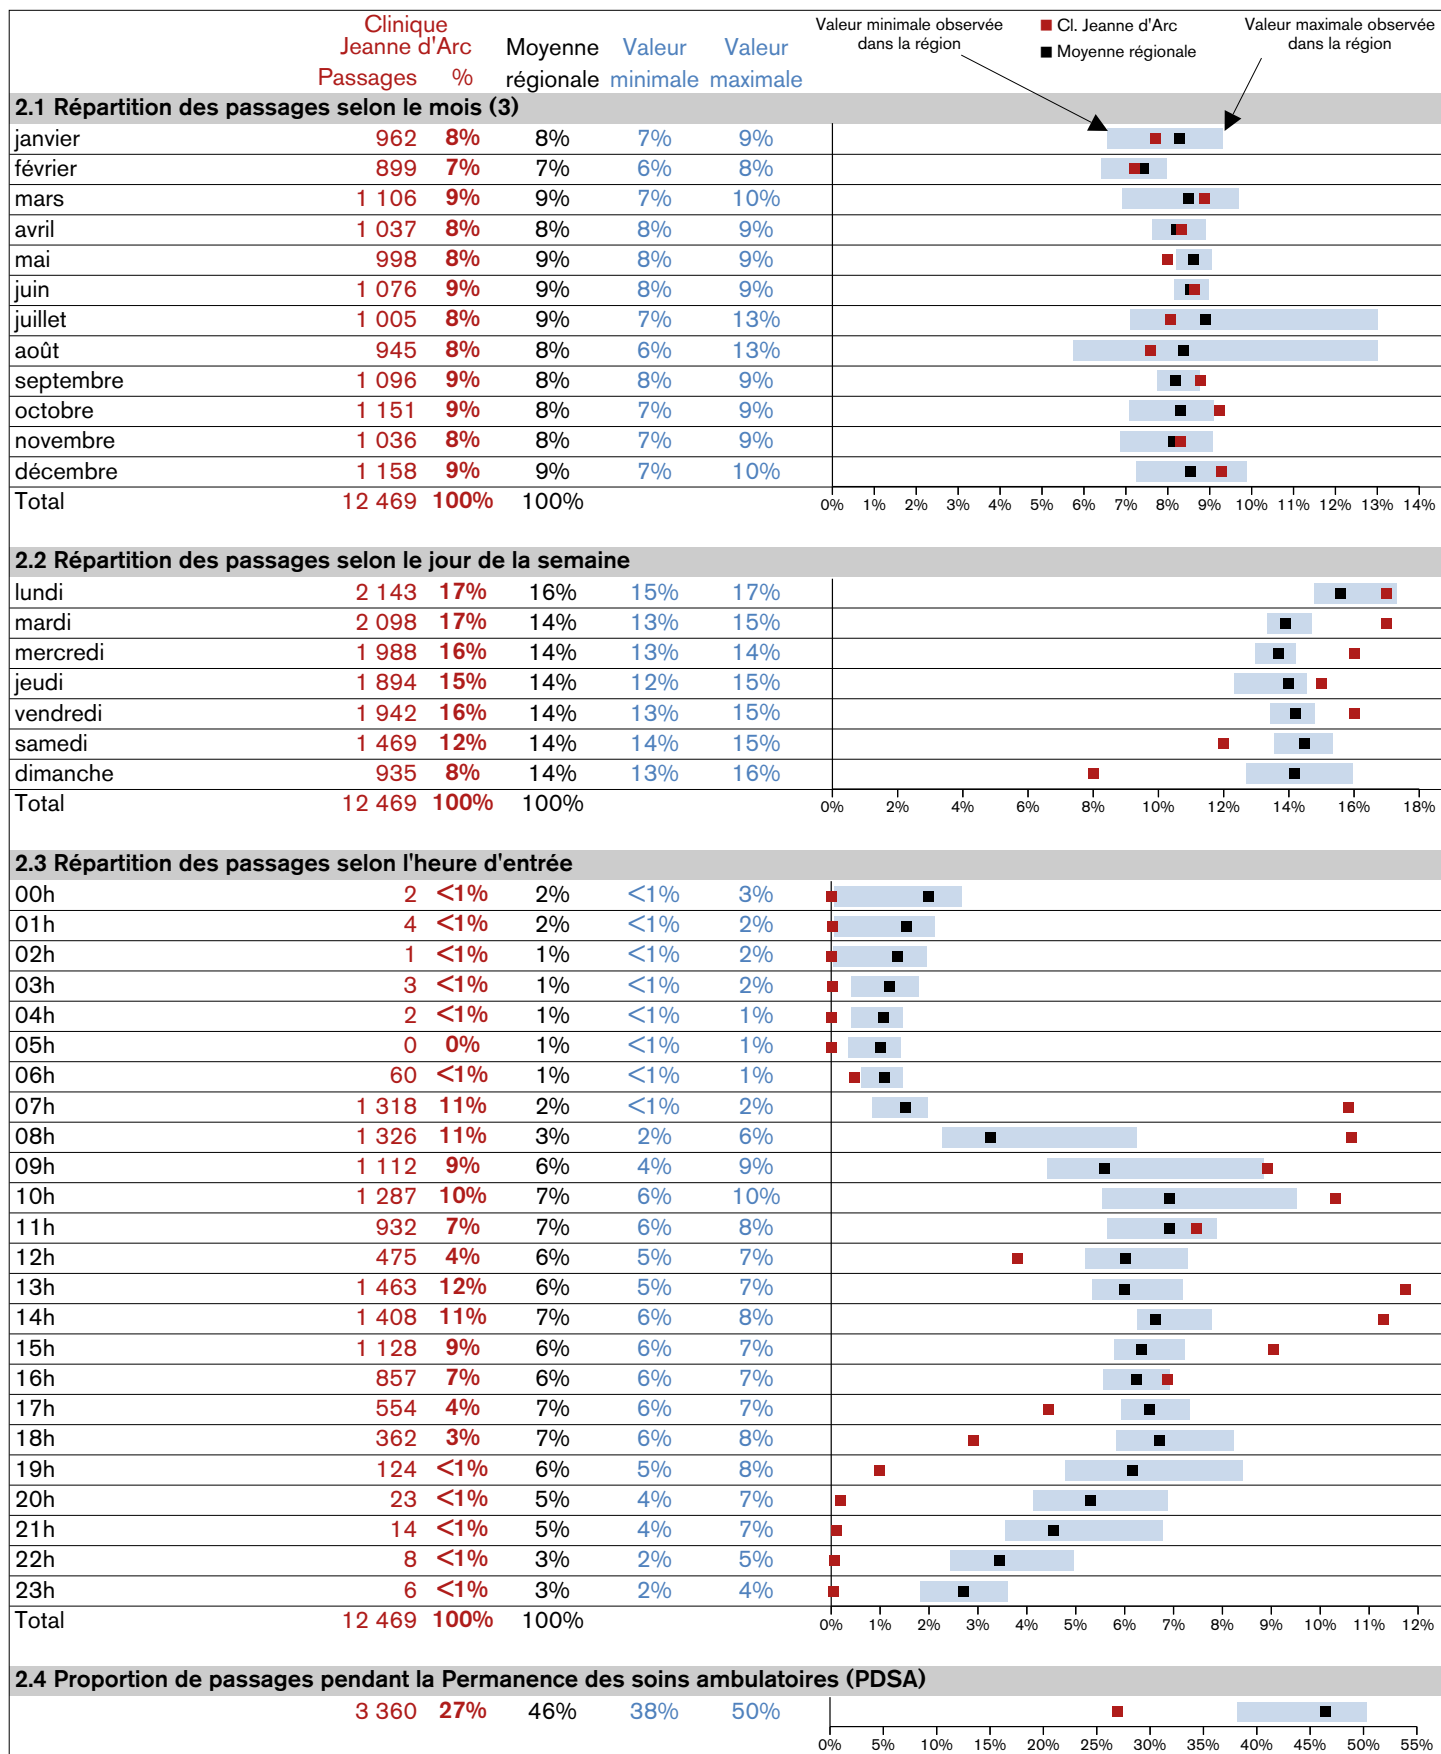 Clinique
Jeanne d'Arc Moyenne Valeur Valeur
Passages % régionale minimale maximale
Valeur minimale observée dans la région
Cl. Jeanne d'Arc
Moyenne régionale
Valeur maximale observée dans la région
2.1 Répartition des passages selon le mois (3)
janvier 962 8% 8% 7% 9%
février 899 7% 7% 6% 8%
mars 1 106 9% 9% 7% 10%
avril 1 037 8% 8% 8% 9%
mai 998 8% 9% 8% 9%
juin 1 076 9% 9% 8% 9%
juillet 1 005 8% 9% 7% 13%
août 945 8% 8% 6% 13%
septembre 1 096 9% 8% 8% 9%
octobre 1 151 9% 8% 7% 9%
novembre 1 036 8% 8% 7% 9%
décembre 1 158 9% 9% 7% 10%
Total 12 469 100% 100%
0% 1% 2% 3% 4% 5% 6% 7% 8% 9% 10% 11% 12% 13% 14%
2.2 Répartition des passages selon le jour de la semaine
lundi 2 143 17% 16% 15% 17%
mardi 2 098 17% 14% 13% 15%
mercredi 1 988 16% 14% 13% 14%
jeudi 1 894 15% 14% 12% 15%
vendredi 1 942 16% 14% 13% 15%
samedi 1 469 12% 14% 14% 15%
dimanche 935 8% 14% 13% 16%
Total 12 469 100% 100%
0% 2% 4% 6% 8% 10% 12% 14% 16% 18%
2.3 Répartition des passages selon l'heure d'entrée
00h 2 <1% 2% <1% 3%
01h 4 <1% 2% <1% 2%
02h 1 <1% 1% <1% 2%
03h 3 <1% 1% <1% 2%
04h 2 <1% 1% <1% 1%
05h 0 0% 1% <1% 1%
06h 60 <1% 1% <1% 1%
07h 1 318 11% 2% <1% 2%
08h 1 326 11% 3% 2% 6%
09h 1 112 9% 6% 4% 9%
10h 1 287 10% 7% 6% 10%
11h 932 7% 7% 6% 8%
12h 475 4% 6% 5% 7%
13h 1 463 12% 6% 5% 7%
14h 1 408 11% 7% 6% 8%
15h 1 128 9% 6% 6% 7%
16h 857 7% 6% 6% 7%
17h 554 4% 7% 6% 7%
18h 362 3% 7% 6% 8%
19h 124 <1% 6% 5% 8%
20h 23 <1% 5% 4% 7%
21h 14 <1% 5% 4% 7%
22h 8 <1% 3% 2% 5%
23h 6 <1% 3% 2% 4%
Total 12 469 100% 100%
0% 1% 2% 3% 4% 5% 6% 7% 8% 9% 10% 11% 12%
2.4 Proportion de passages pendant la Permanence des soins ambulatoires (PDSA)
3 360 27% 46% 38% 50%
0% 5% 10% 15% 20% 25% 30% 35% 40% 45% 50% 55%